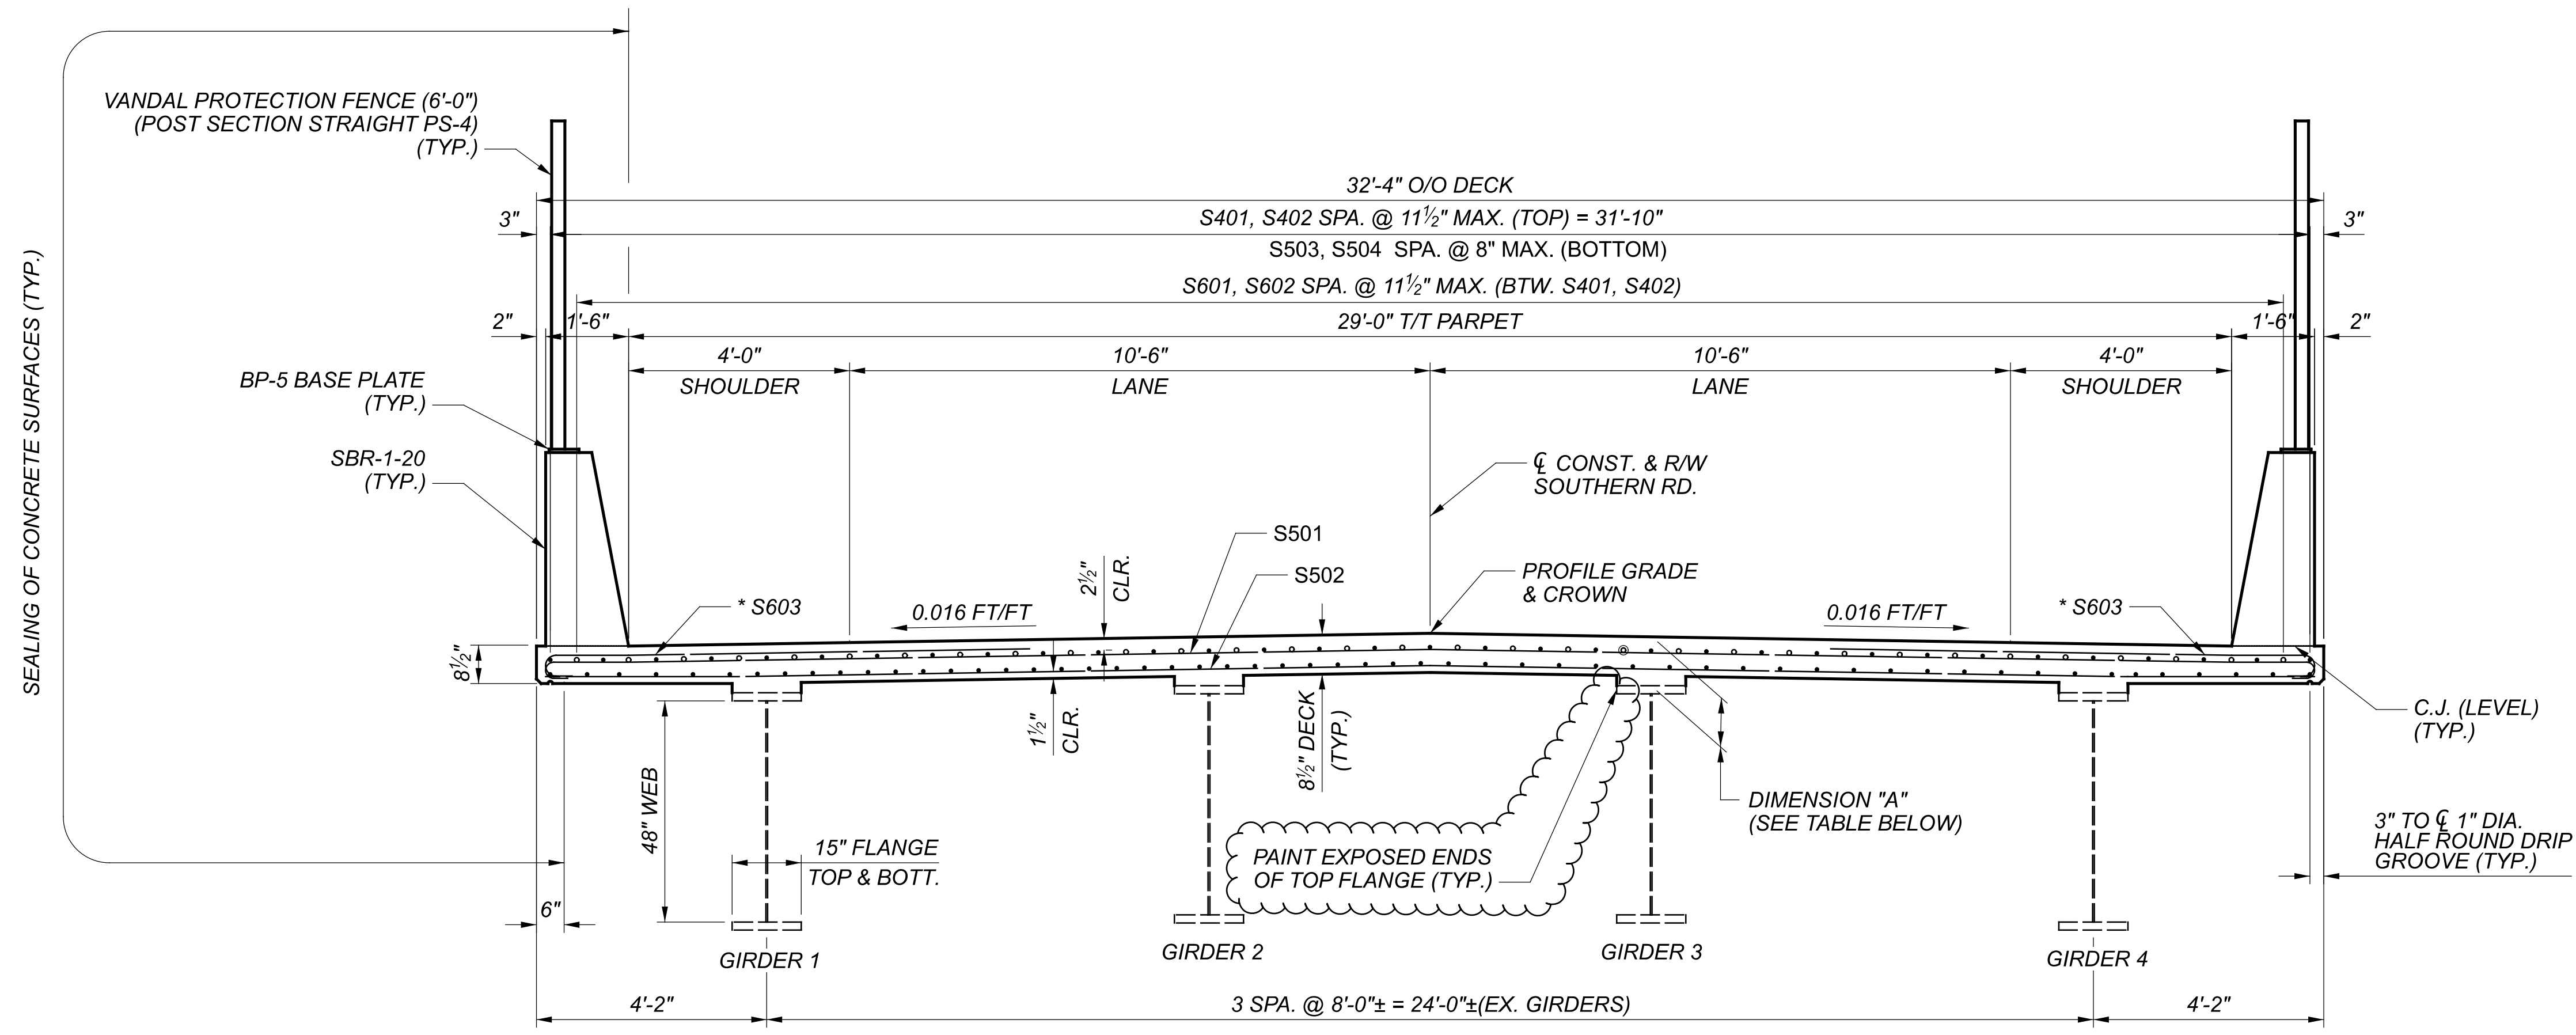 SEALING OF CONCRETE SURFACES (TYP.)
VANDAL PROTECTION FENCE (6'-0")
(POST SECTION STRAIGHT PS-4)
(TYP.)
32'-4" O/O DECK
3"
S401, S402 SPA. @ 11½" MAX. (TOP) = 31'-10"
3"
S503, S504 SPA. @ 8" MAX. (BOTTOM)
S601, S602 SPA. @ 11½" MAX. (BTW. S401, S402)
2"
1'-6"
29'-0" T/T PARPET
1'-6"
2"
4'-0"
SHOULDER
10'-6"
LANE
10'-6"
LANE
4'-0"
SHOULDER
BP-5 BASE PLATE
(TYP.)
SBR-1-20
(TYP.)
℄ CONST. & R/W
SOUTHERN RD.
S501
S502
2½"
CLR.
PROFILE GRADE
& CROWN
* S603
0.016 FT/FT
0.016 FT/FT
* S603
8½"
1½"
CLR.
8½" DECK
(TYP.)
C.J. (LEVEL)
(TYP.)
48" WEB
15" FLANGE
TOP & BOTT.
PAINT EXPOSED ENDS
OF TOP FLANGE (TYP.)
DIMENSION "A"
(SEE TABLE BELOW)
3" TO ℄ 1" DIA.
HALF ROUND DRIP
GROOVE (TYP.)
6"
GIRDER 1
GIRDER 2
GIRDER 3
GIRDER 4
4'-2"
3 SPA. @ 8'-0"± = 24'-0"±(EX. GIRDERS)
4'-2"